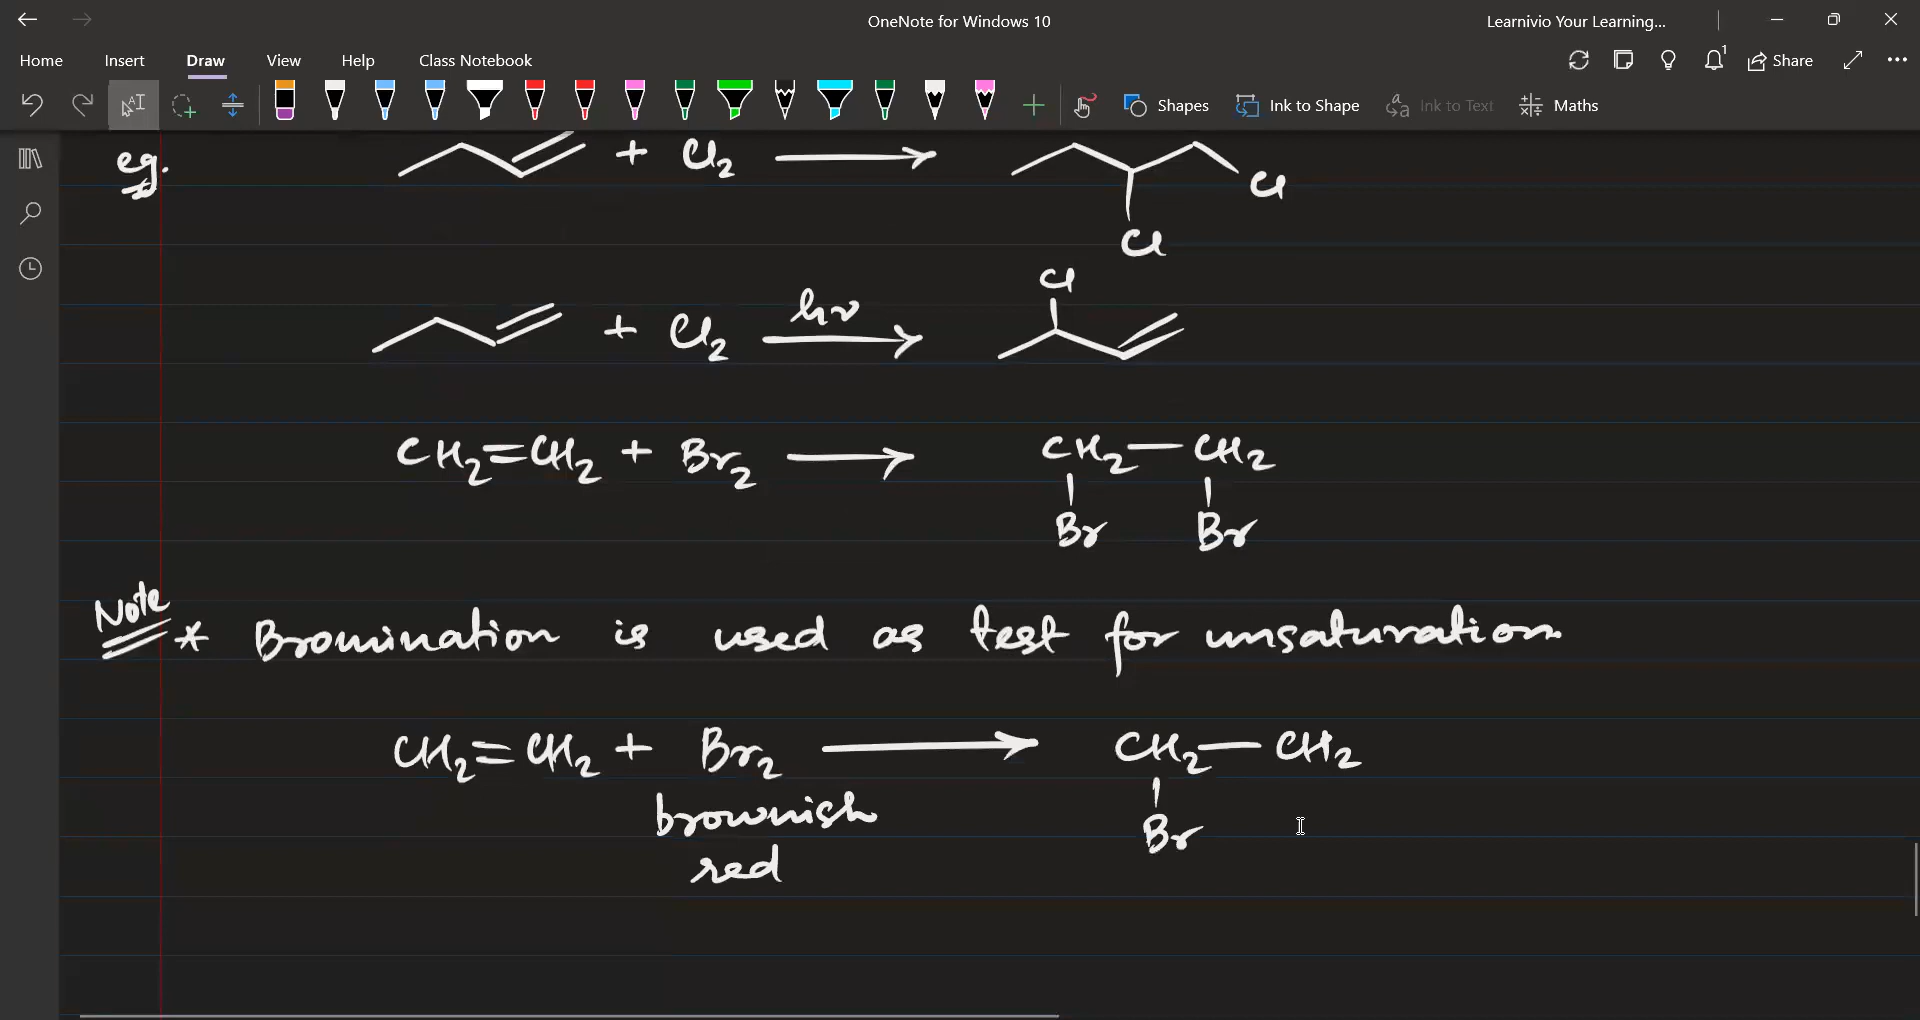 OneNote for Windows 10
Learnivio Your Learning...
Home Insert Draw View Help Class Notebook
1
Share
Shapes
Ink to Shape
Ink to Text
Maths
eg.
+ Cl₂ ⟶
Cl
Cl
+ Cl₂ hν ⟶
Cl
CH₂=CH₂ + Br₂ ⟶ CH₂—CH₂
Br Br
Note
* Bromination is used as test for unsaturation
CH₂=CH₂ + Br₂ ⟶ CH₂—CH₂
brownish
red
Br